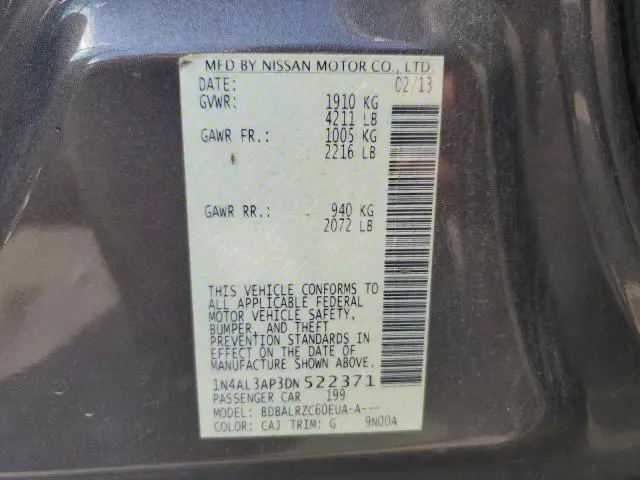 MFD BY NISSAN MOTOR CO., LTD.
DATE: 02/13
GVWR: 1910 KG
4211 LB
GAWR FR.: 1005 KG
2216 LB
GAWR RR.: 940 KG
2072 LB
THIS VEHICLE CONFORMS TO
ALL APPLICABLE FEDERAL
MOTOR VEHICLE SAFETY,
BUMPER, AND THEFT
PREVENTION STANDARDS IN
EFFECT ON THE DATE OF
MANUFACTURE SHOWN ABOVE.
1N4AL3AP3DN522371
PASSENGER CAR 199
MODEL: BDBALRZC60EUA-A---
COLOR: CAJ TRIM: G 9N00A